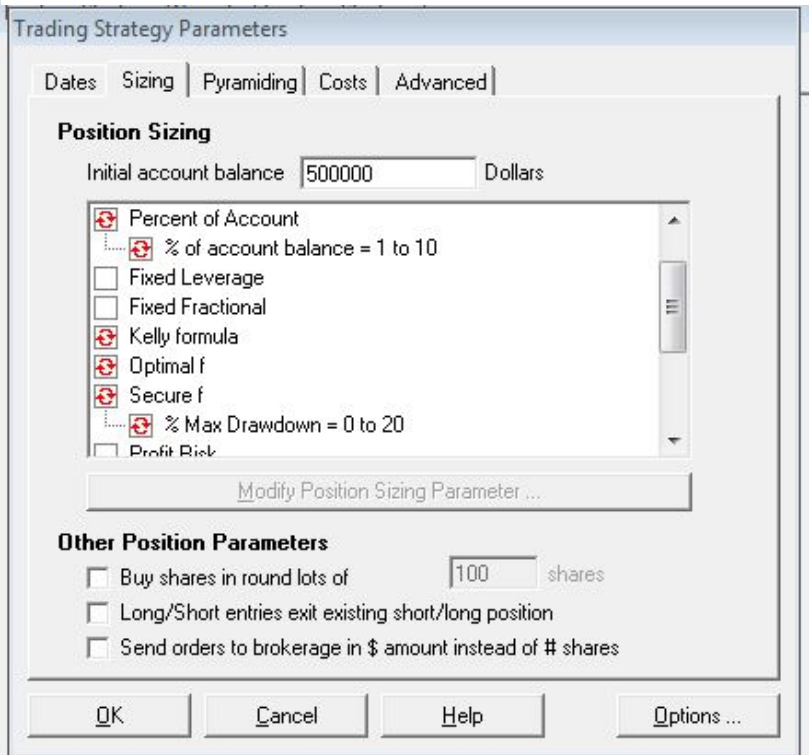 Trading Strategy Parameters
Dates Sizing Pyramiding Costs Advanced
Position Sizing
Initial account balance 500000 Dollars
Percent of Account
% of account balance = 1 to 10
Fixed Leverage
Fixed Fractional
Kelly formula
Optimal f
Secure f
% Max Drawdown = 0 to 20
Profit Risk
Modify Position Sizing Parameter ...
Other Position Parameters
Buy shares in round lots of 100 shares
Long/Short entries exit existing short/long position
Send orders to brokerage in $ amount instead of # shares
OK Cancel Help Options ...